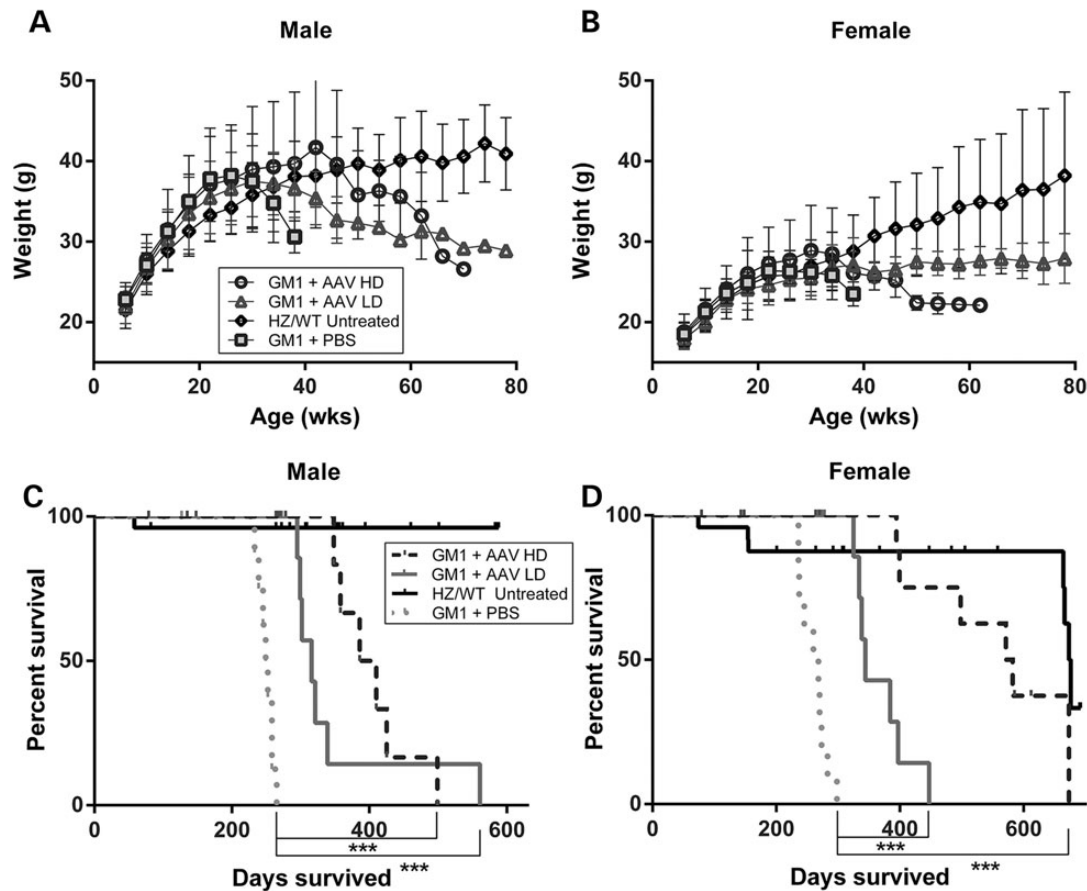 A
Male
Weight (g)
50
40
30
20
GM1 + AAV HD
GM1 + AAV LD
HZ/WT Untreated
GM1 + PBS
0 20 40 60 80
Age (wks)
B
Female
Weight (g)
50
40
30
20
0 20 40 60 80
Age (wks)
C
Male
Percent survival
100
50
0
GM1 + AAV HD
GM1 + AAV LD
HZ/WT Untreated
GM1 + PBS
0 200 400 600
***
***
Days survived
D
Female
Percent survival
100
50
0
0 200 400 600
***
***
Days survived